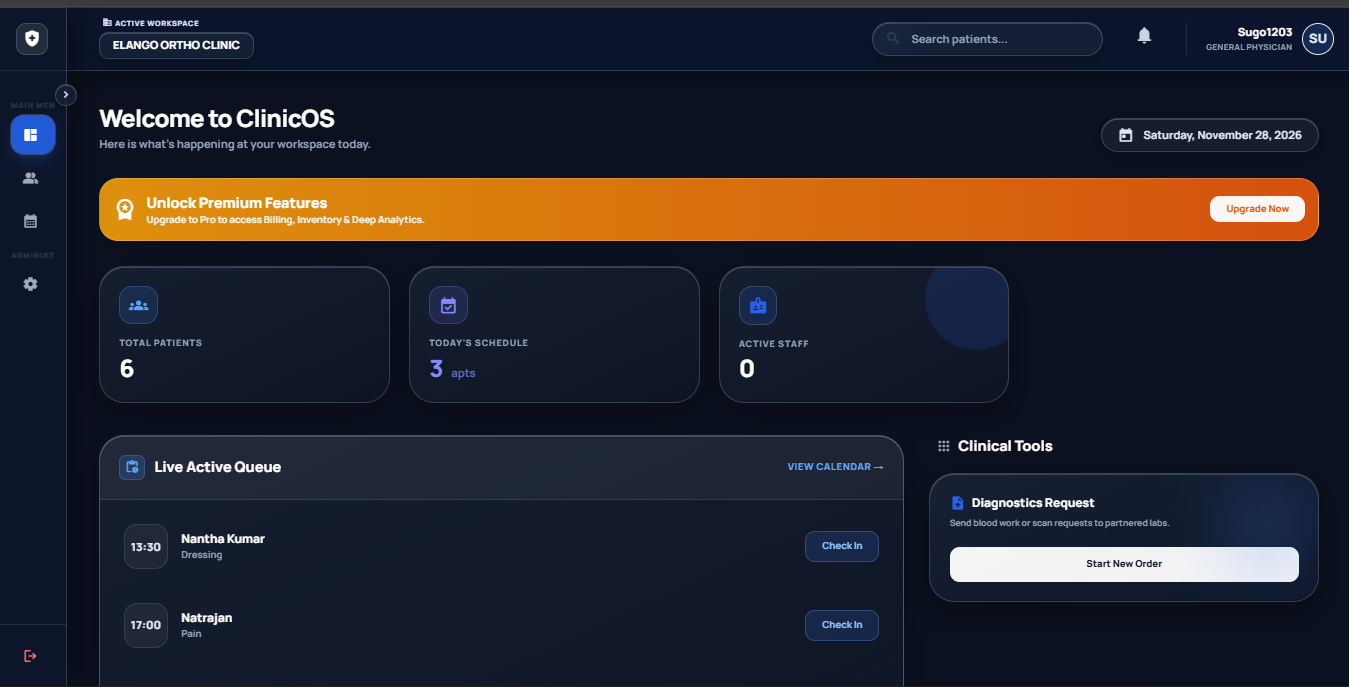 ACTIVE WORKSPACE
ELANGO ORTHO CLINIC
Search patients...
Sugo1203
GENERAL PHYSICIAN
SU
MAIN MEN
ADMINIST
Welcome to ClinicOS
Here is what's happening at your workspace today.
Saturday, November 28, 2026
Unlock Premium Features
Upgrade to Pro to access Billing, Inventory & Deep Analytics.
Upgrade Now
TOTAL PATIENTS
6
TODAY'S SCHEDULE
3 apts
ACTIVE STAFF
0
Live Active Queue
VIEW CALENDAR →
13:30
Nantha Kumar
Dressing
Check In
17:00
Natrajan
Pain
Check In
Clinical Tools
Diagnostics Request
Send blood work or scan requests to partnered labs.
Start New Order